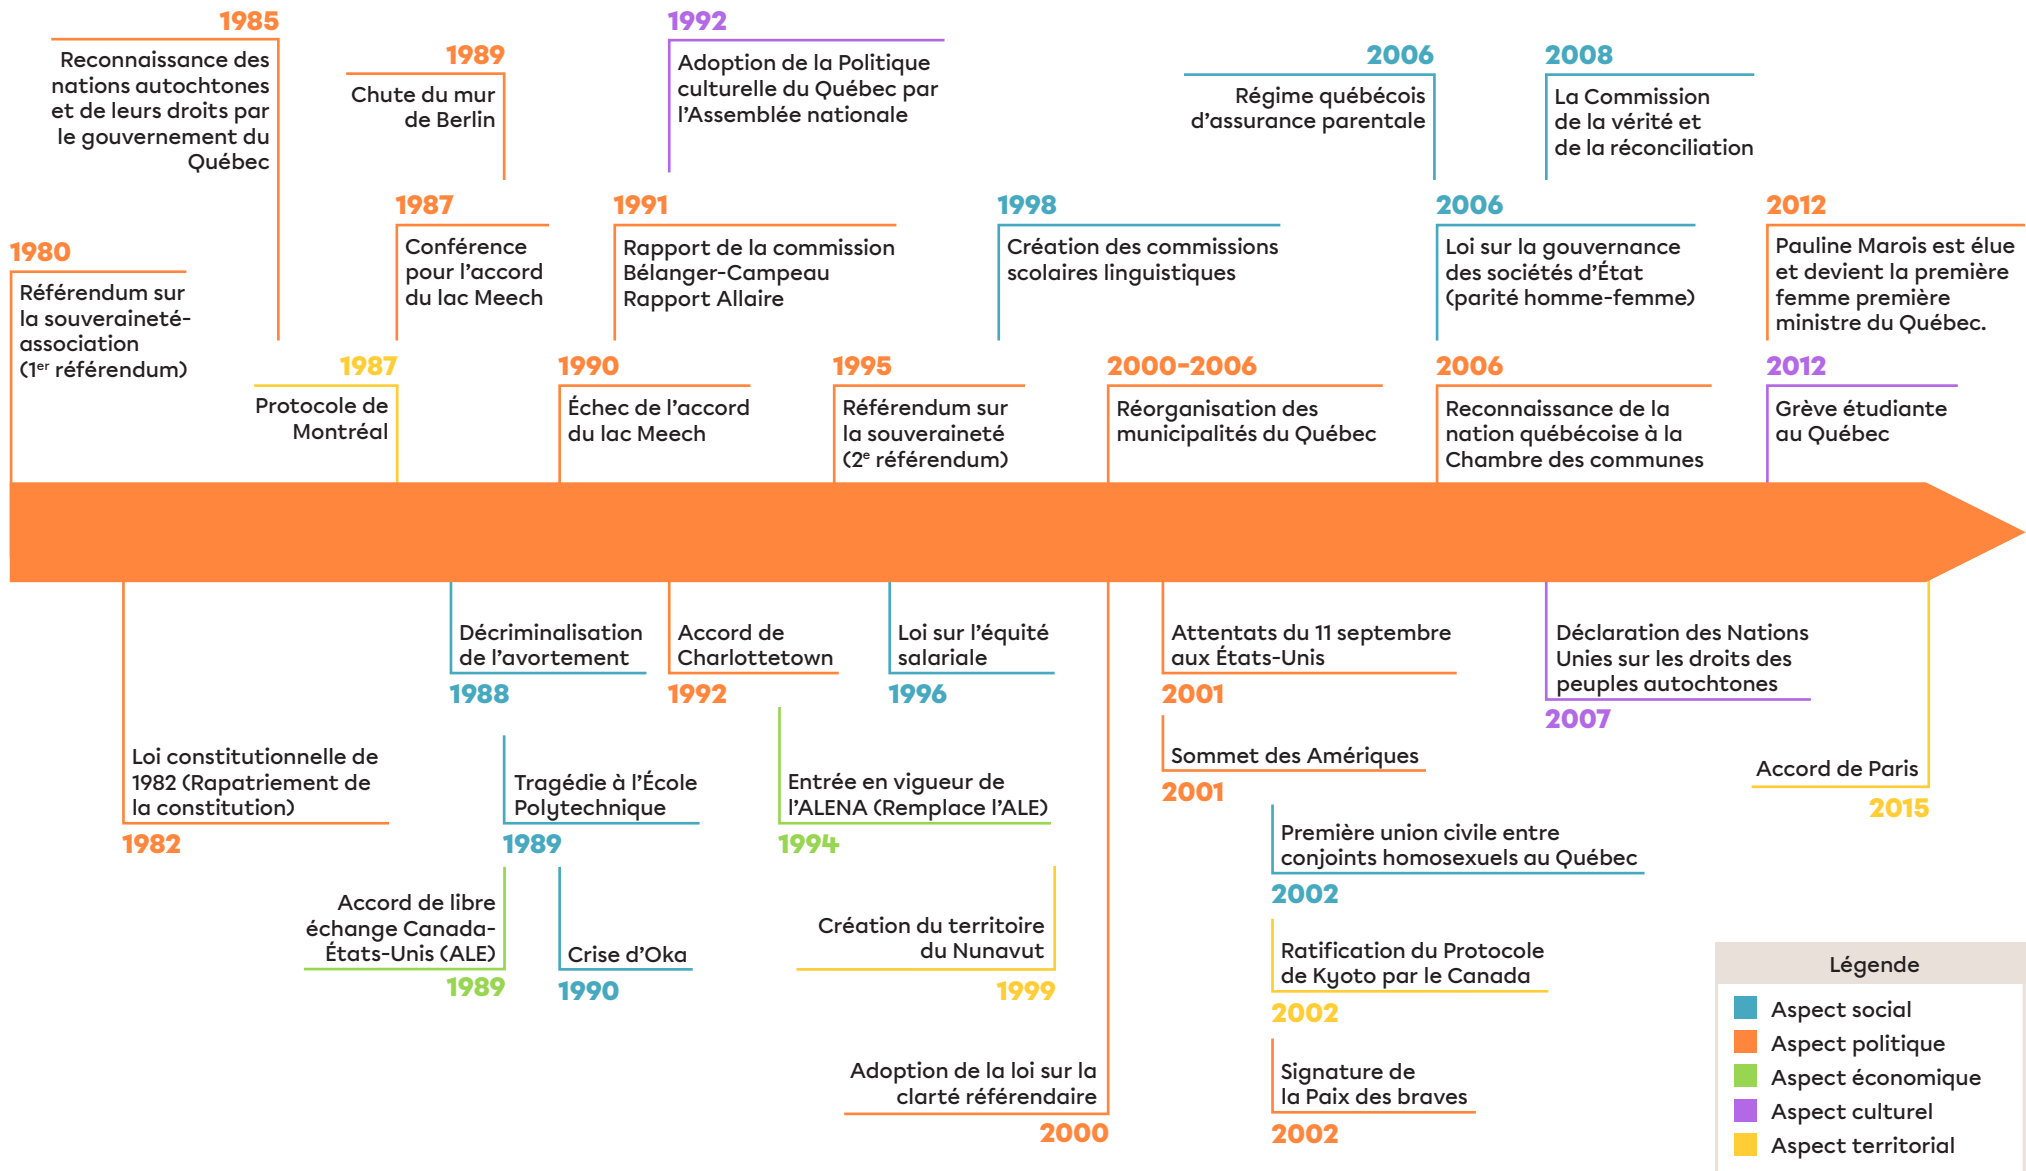 1985
Reconnaissance des
nations autochtones
et de leurs droits par
le gouvernement du
Québec
1989
Chute du mur
de Berlin
1992
Adoption de la Politique
culturelle du Québec par
l'Assemblée nationale
2006
Régime québécois
d'assurance parentale
2008
La Commission
de la vérité et
de la réconciliation
1980
Référendum sur
la souveraineté-
association
(1er référendum)
1987
Conférence
pour l'accord
du lac Meech
1991
Rapport de la commission
Bélanger-Campeau
Rapport Allaire
1998
Création des commissions
scolaires linguistiques
2006
Loi sur la gouvernance
des sociétés d'État
(parité homme-femme)
2012
Pauline Marois est élue
et devient la première
femme première
ministre du Québec.
1987
Protocole de
Montréal
1990
Échec de l'accord
du lac Meech
1995
Référendum sur
la souveraineté
(2e référendum)
2000-2006
Réorganisation des
municipalités du Québec
2006
Reconnaissance de la
nation québécoise à la
Chambre des communes
2012
Grève étudiante
au Québec
Décriminalisation
de l'avortement
1988
Accord de
Charlottetown
1992
Loi sur l'équité
salariale
1996
Attentats du 11 septembre
aux États-Unis
2001
Déclaration des Nations
Unies sur les droits des
peuples autochtones
2007
Loi constitutionnelle de
1982 (Rapatriement de
la constitution)
1982
Tragédie à l'École
Polytechnique
1989
Entrée en vigueur de
l'ALENA (Remplace l'ALE)
1994
Sommet des Amériques
2001
Accord de Paris
2015
Première union civile entre
conjoints homosexuels au Québec
2002
Accord de libre
échange Canada-
États-Unis (ALE)
1989
Crise d'Oka
1990
Création du territoire
du Nunavut
1999
Ratification du Protocole
de Kyoto par le Canada
2002
Adoption de la loi sur la
clarté référendaire
2000
Signature de
la Paix des braves
2002
Légende
Aspect social
Aspect politique
Aspect économique
Aspect culturel
Aspect territorial